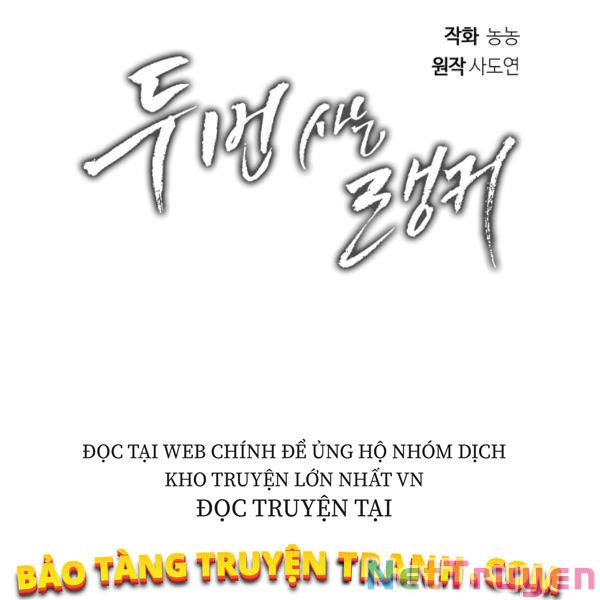 작화 농농
원작 사도연
두 번 사는
랭커
ĐỌC TẠI WEB CHÍNH ĐỂ ỦNG HỘ NHÓM DỊCH
KHO TRUYỆN LỚN NHẤT VN
ĐỌC TRUYỆN TẠI
BẢO TÀNG TRUYỆN TRANH.COM
NetTruyen